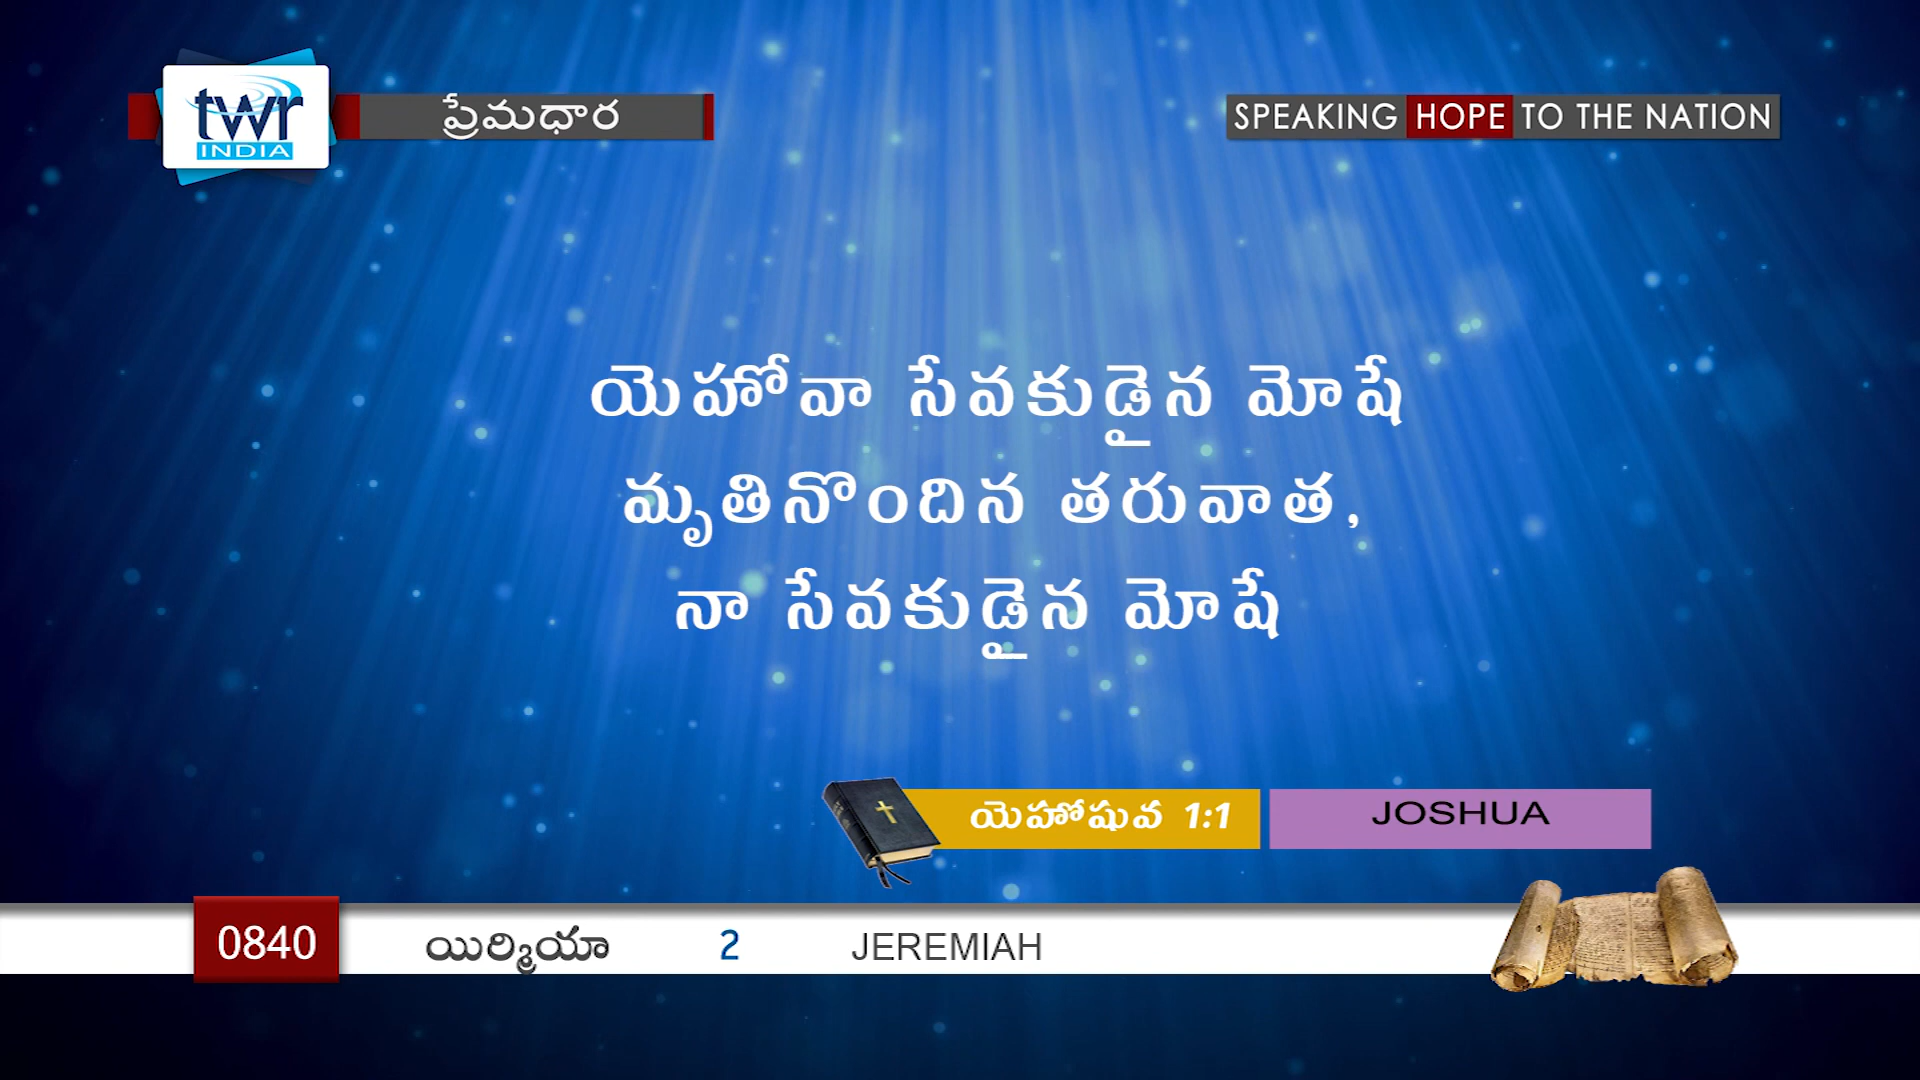 twr
INDIA
ప్రేమధార
SPEAKING HOPE TO THE NATION
యెహోవా సేవకుడైన మోషే
మృతినొందిన తరువాత,
నా సేవకుడైన మోషే
యెహోషువ 1:1
JOSHUA
0840 యిర్మియా 2 JEREMIAH